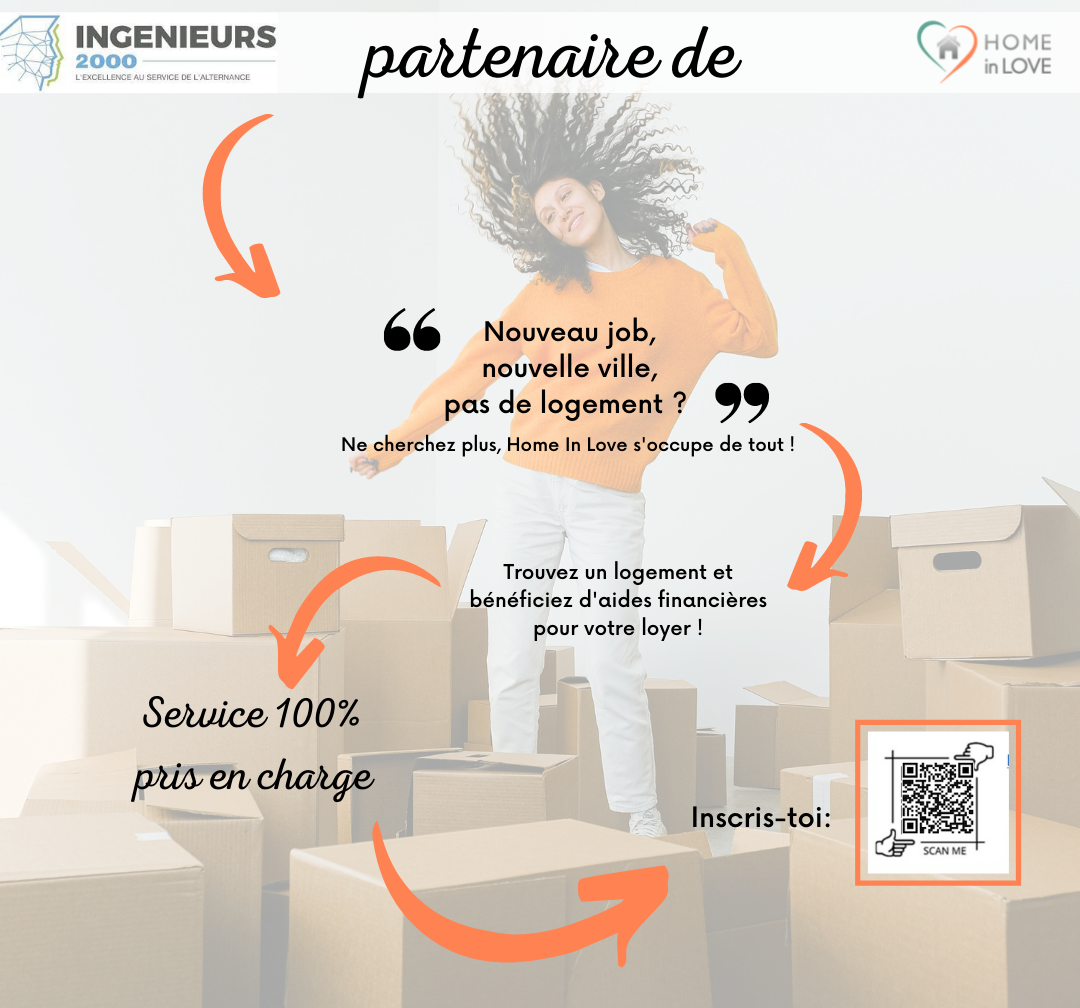 INGENIEURS
2000
L'EXCELLENCE AU SERVICE DE L'ALTERNANCE
partenaire de
HOME
in LOVE
“ Nouveau job,
nouvelle ville,
pas de logement ? ”
Ne cherchez plus, Home In Love s'occupe de tout !
Trouvez un logement et
bénéficiez d'aides financières
pour votre loyer !
Service 100%
pris en charge
Inscris-toi:
SCAN ME